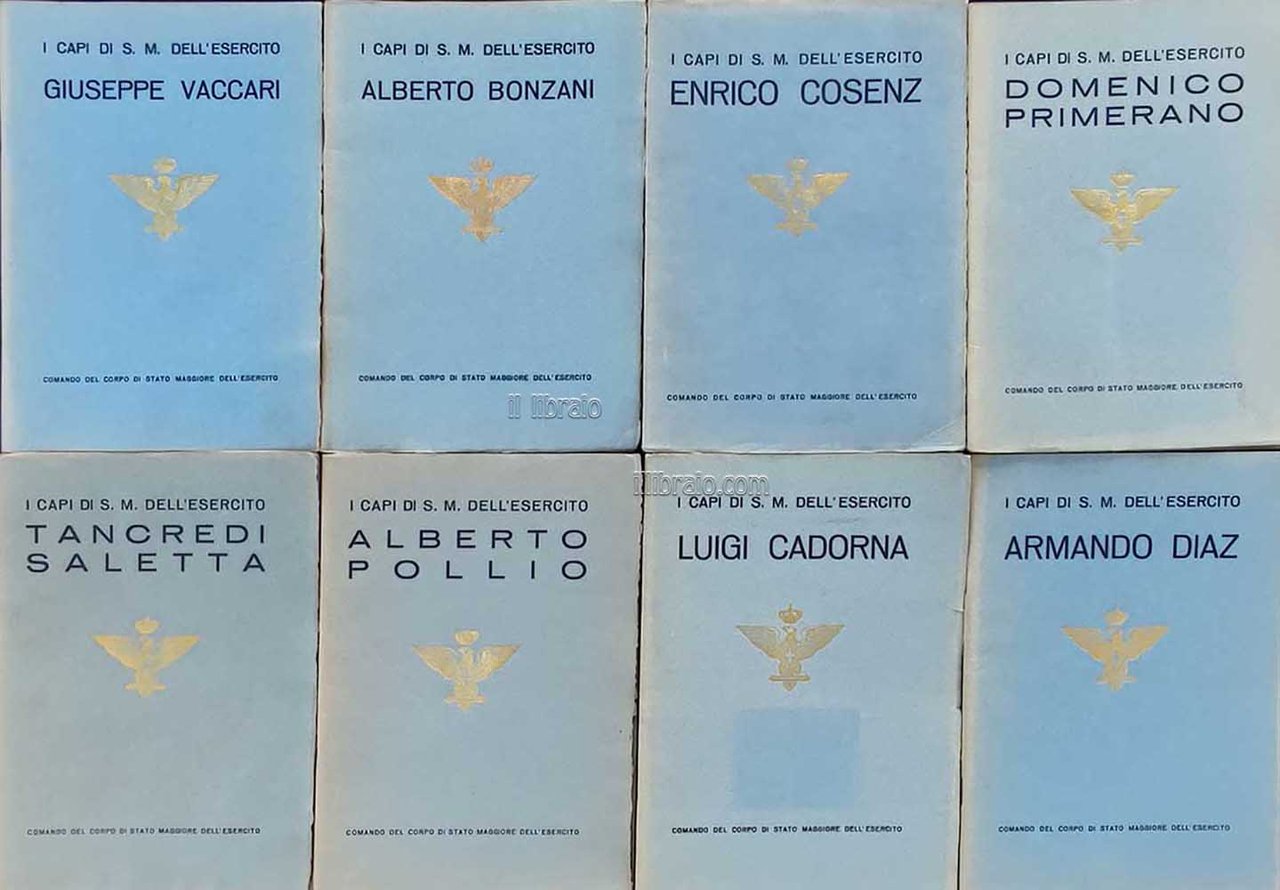 I CAPI DI S. M. DELL'ESERCITO
GIUSEPPE VACCARI
COMANDO DEL CORPO DI STATO MAGGIORE DELL'ESERCITO
I CAPI DI S. M. DELL'ESERCITO
ALBERTO BONZANI
COMANDO DEL CORPO DI STATO MAGGIORE DELL'ESERCITO
il libraio
I CAPI DI S. M. DELL'ESERCITO
ENRICO COSENZ
COMANDO DEL CORPO DI STATO MAGGIORE DELL'ESERCITO
I CAPI DI S. M. DELL'ESERCITO
DOMENICO
PRIMERANO
COMANDO DEL CORPO DI STATO MAGGIORE DELL'ESERCITO
I CAPI DI S. M. DELL'ESERCITO
TANCREDI
SALETTA
COMANDO DEL CORPO DI STATO MAGGIORE DELL'ESERCITO
I CAPI DI S. M. DELL'ESERCITO
ALBERTO
POLLIO
COMANDO DEL CORPO DI STATO MAGGIORE DELL'ESERCITO
illibraio.com
I CAPI DI S. M. DELL'ESERCITO
LUIGI CADORNA
COMANDO DEL CORPO DI STATO MAGGIORE DELL'ESERCITO
I CAPI DI S. M. DELL'ESERCITO
ARMANDO DIAZ
COMANDO DEL CORPO DI STATO MAGGIORE DELL'ESERCITO